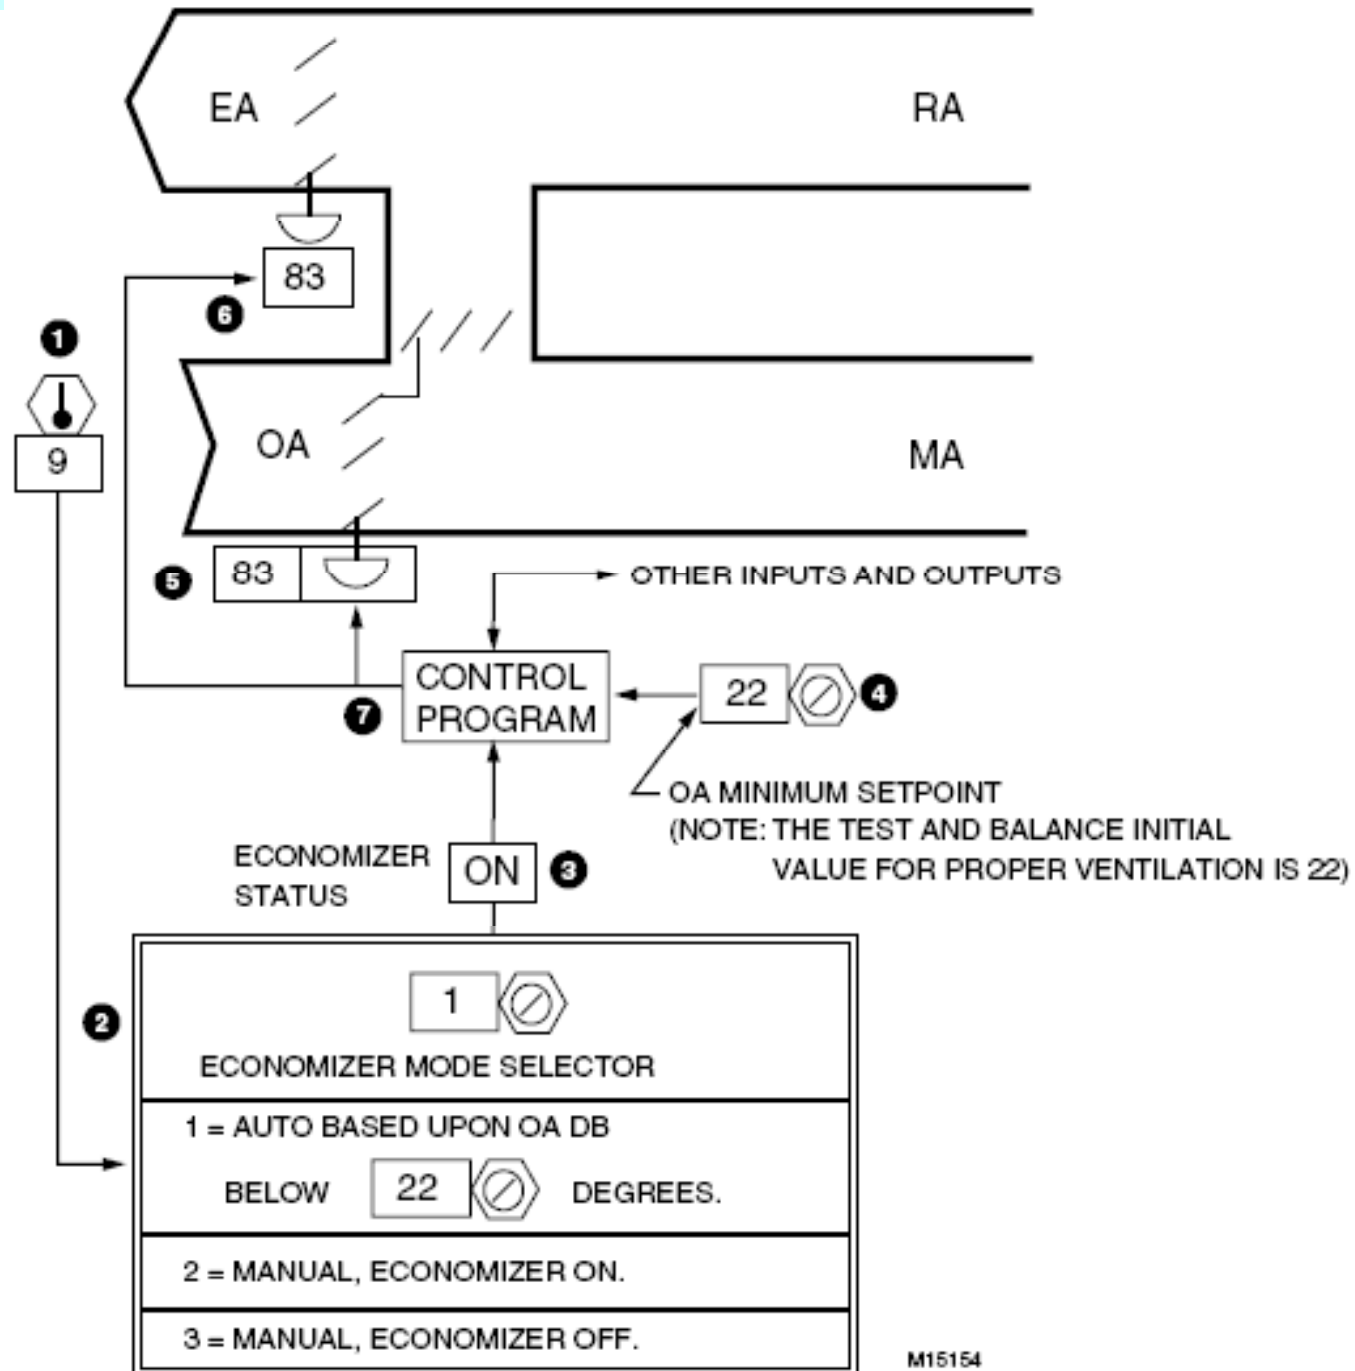 EA
RA
83
6
1
9
OA
MA
5
83
OTHER INPUTS AND OUTPUTS
CONTROL
PROGRAM
7
22
4
OA MINIMUM SETPOINT
(NOTE: THE TEST AND BALANCE INITIAL
VALUE FOR PROPER VENTILATION IS 22)
ECONOMIZER
STATUS
ON
3
2
1
ECONOMIZER MODE SELECTOR
1 = AUTO BASED UPON OA DB
BELOW 22 DEGREES.
2 = MANUAL, ECONOMIZER ON.
3 = MANUAL, ECONOMIZER OFF.
M15154